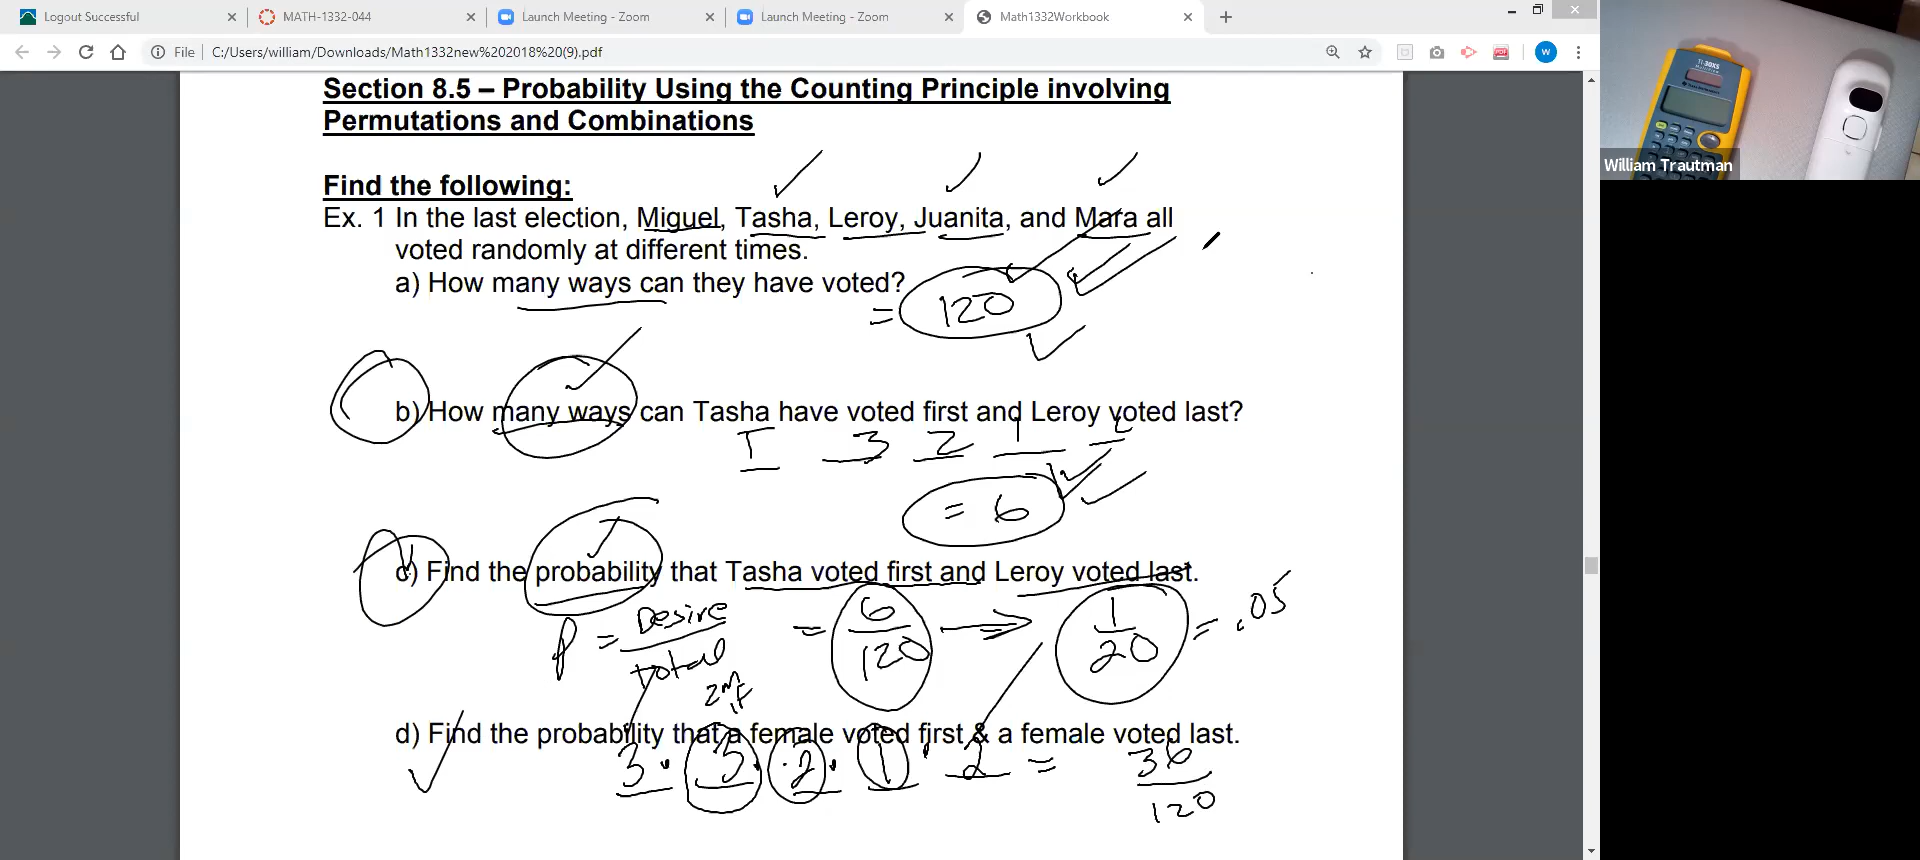 Logout Successful
MATH-1332-044
Launch Meeting - Zoom
Launch Meeting - Zoom
Math1332Workbook
File C:/Users/william/Downloads/Math1332new%202018%20(9).pdf
W
TI-30XS
William Trautman
Section 8.5 – Probability Using the Counting Principle involving
Permutations and Combinations
Find the following:
Ex. 1 In the last election, Miguel, Tasha, Leroy, Juanita, and Mara all
voted randomly at different times.
a) How many ways can they have voted?
= 120
b) How many ways can Tasha have voted first and Leroy voted last?
T 3 2 1 L
= 6
c) Find the probability that Tasha voted first and Leroy voted last.
P = Desire / total = 6/120 → 1/20 = .05
2M
1F
d) Find the probability that a female voted first & a female voted last.
3 · 3 · 2 · 1 · 2 = 36/120